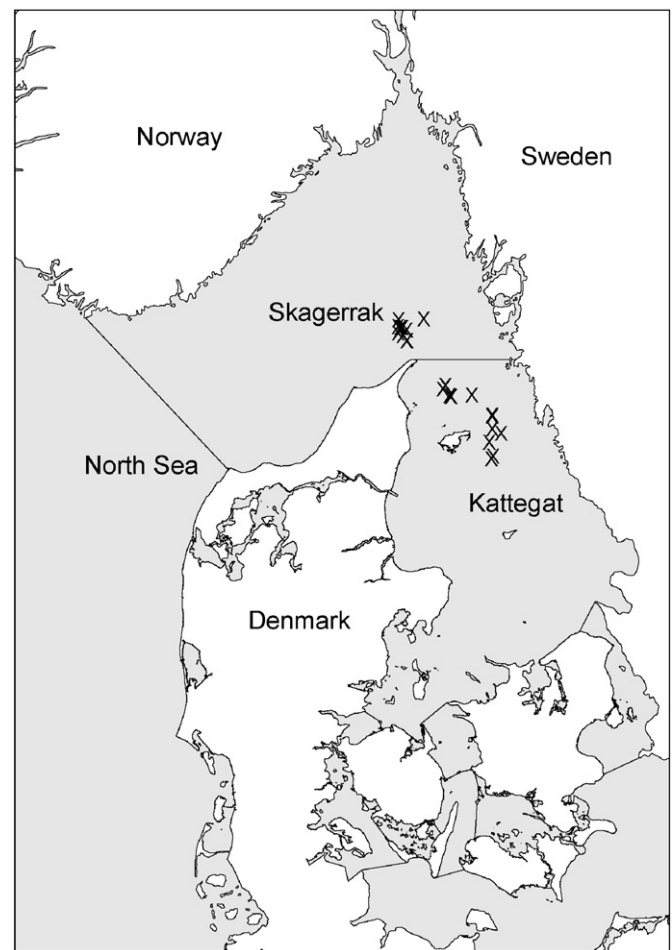 Norway
Sweden
Skagerrak
North Sea
Kattegat
Denmark